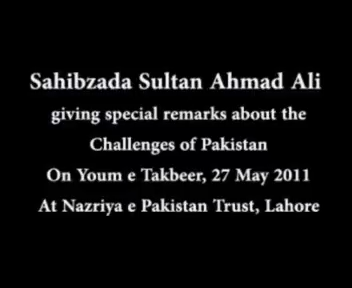 Sahibzada Sultan Ahmad Ali
giving special remarks about the
Challenges of Pakistan
On Youm e Takbeer, 27 May 2011
At Nazriya e Pakistan Trust, Lahore